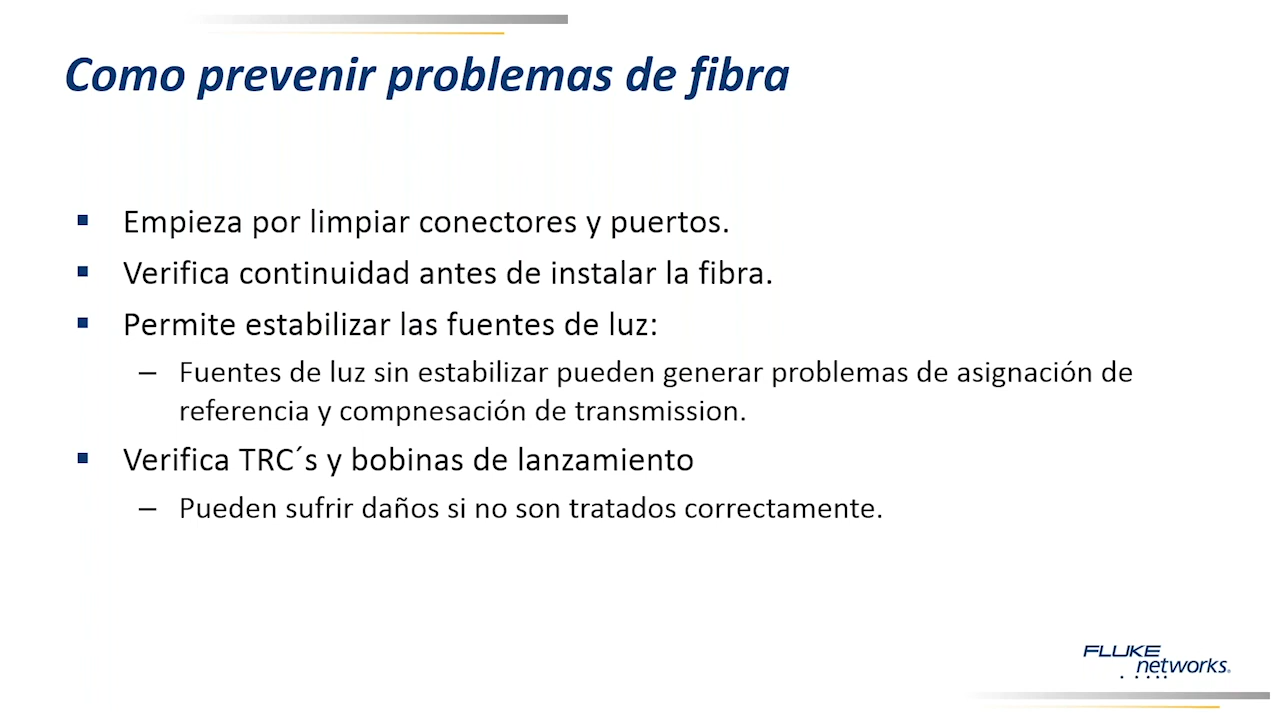 Como prevenir problemas de fibra
Empieza por limpiar conectores y puertos.
Verifica continuidad antes de instalar la fibra.
Permite estabilizar las fuentes de luz:
– Fuentes de luz sin estabilizar pueden generar problemas de asignación de
referencia y compnesación de transmission.
Verifica TRC´s y bobinas de lanzamiento
– Pueden sufrir daños si no son tratados correctamente.
FLUKE
networks®